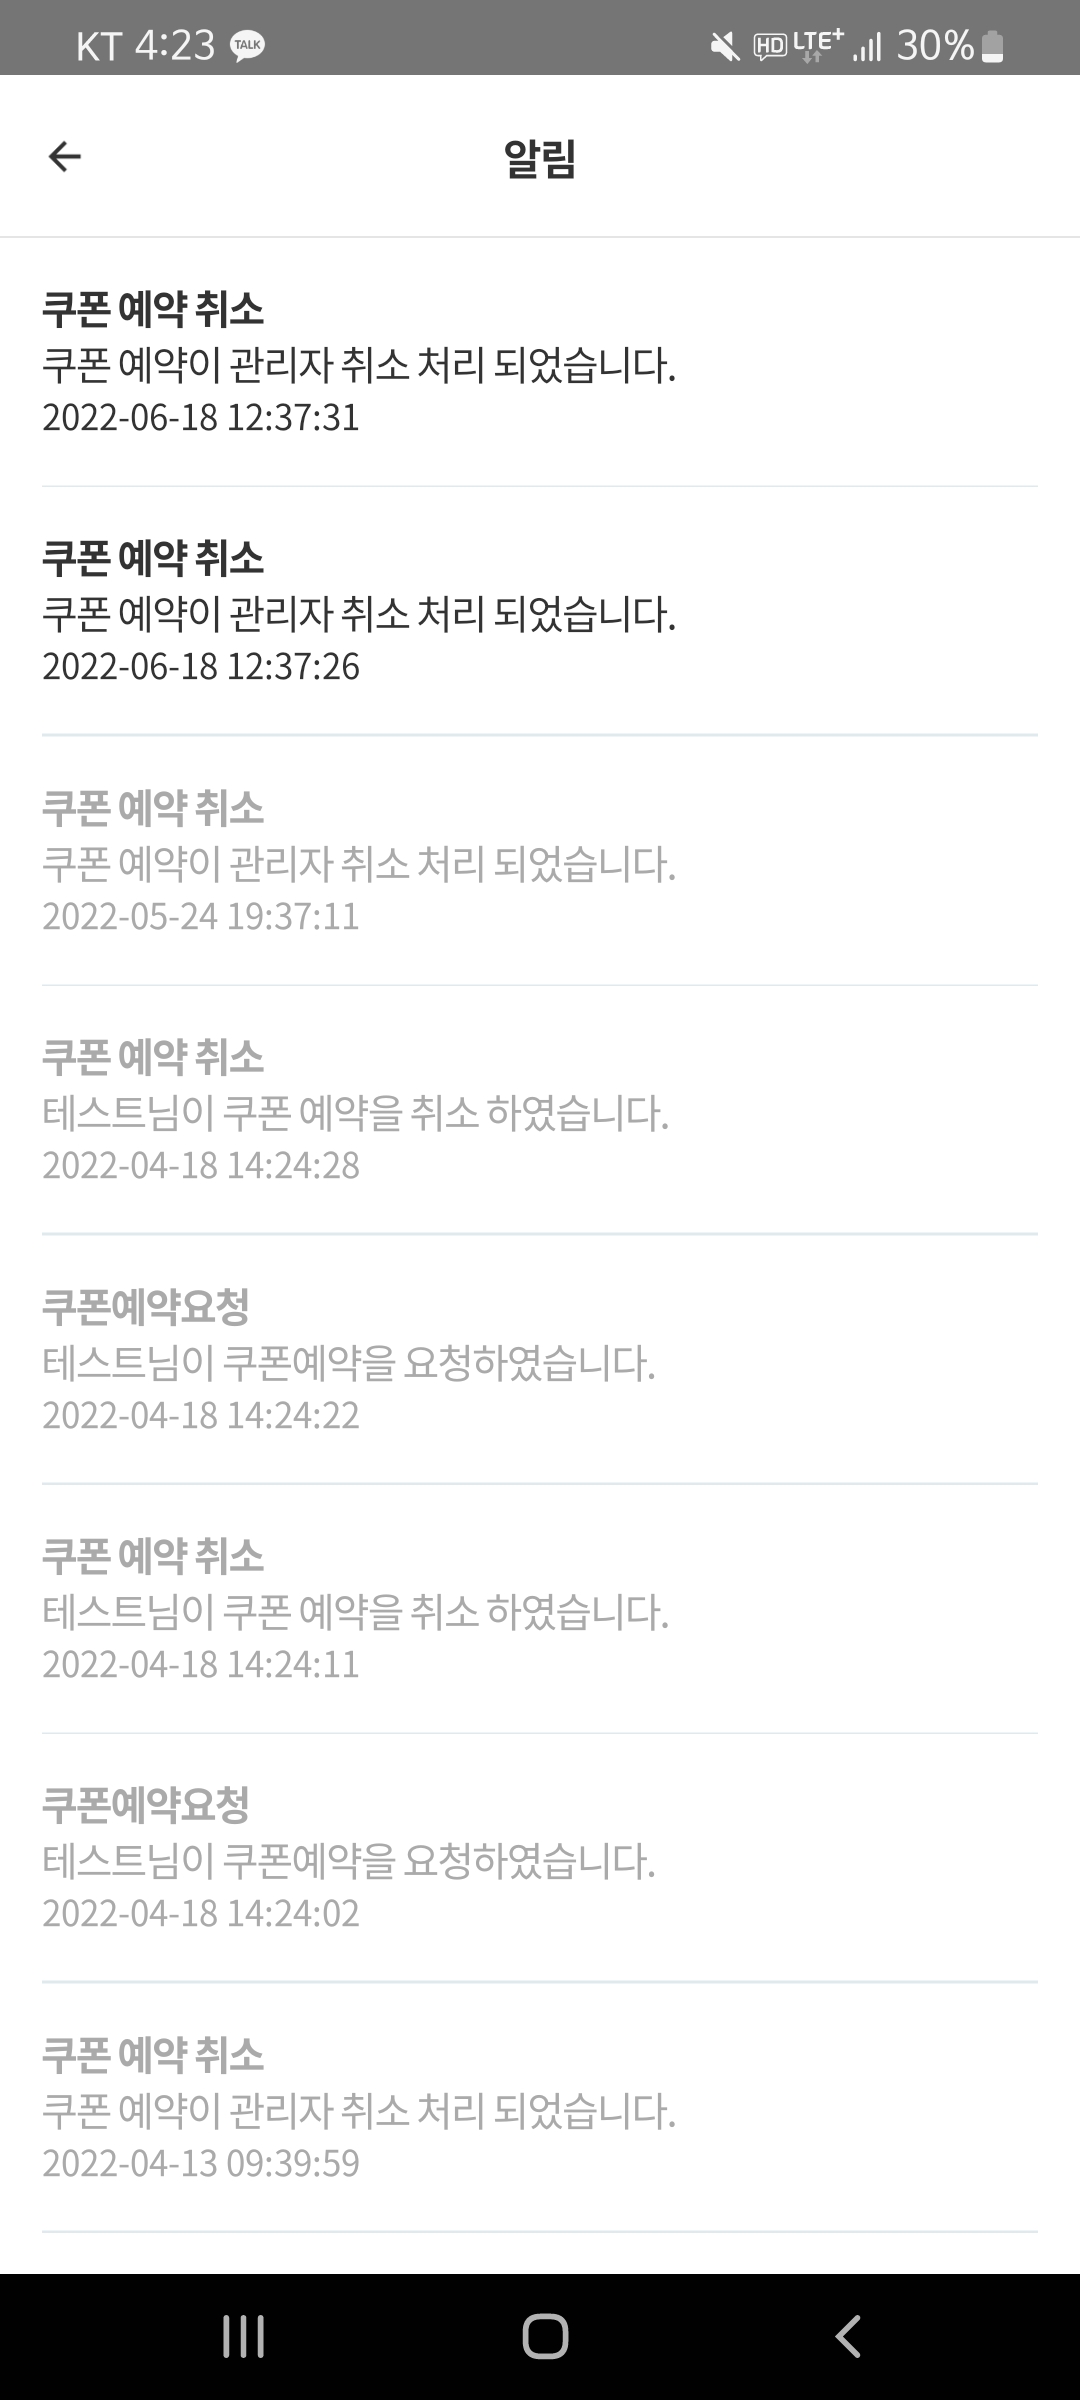 KT 4:23 TALK HD LTE+ 30%
알림
쿠폰 예약 취소
쿠폰 예약이 관리자 취소 처리 되었습니다.
2022-06-18 12:37:31
쿠폰 예약 취소
쿠폰 예약이 관리자 취소 처리 되었습니다.
2022-06-18 12:37:26
쿠폰 예약 취소
쿠폰 예약이 관리자 취소 처리 되었습니다.
2022-05-24 19:37:11
쿠폰 예약 취소
테스트님이 쿠폰 예약을 취소 하였습니다.
2022-04-18 14:24:28
쿠폰예약요청
테스트님이 쿠폰예약을 요청하였습니다.
2022-04-18 14:24:22
쿠폰 예약 취소
테스트님이 쿠폰 예약을 취소 하였습니다.
2022-04-18 14:24:11
쿠폰예약요청
테스트님이 쿠폰예약을 요청하였습니다.
2022-04-18 14:24:02
쿠폰 예약 취소
쿠폰 예약이 관리자 취소 처리 되었습니다.
2022-04-13 09:39:59